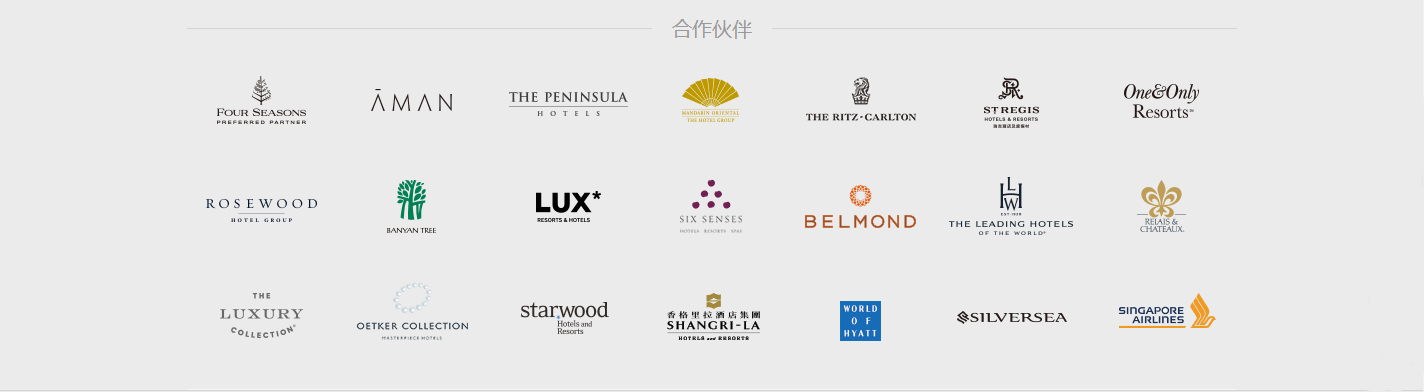 合作伙伴
FOUR SEASONS
PREFERRED PARTNER
ĀMAN
THE PENINSULA
HOTELS
MANDARIN ORIENTAL
THE HOTEL GROUP
THE RITZ-CARLTON
ST REGIS
HOTELS & RESORTS
One&Only
Resorts
ROSEWOOD
HOTEL GROUP
BANYAN TREE
LUX*
RESORTS & HOTELS
SIX SENSES
HOTELS RESORTS SPAS
BELMOND
LW
EST·1928
THE LEADING HOTELS
OF THE WORLD®
RELAIS &
CHATEAUX.
THE
LUXURY
COLLECTION®
OETKER COLLECTION
MASTERPIECE HOTELS
starwood
Hotels and
Resorts
香格里拉酒店集團
SHANGRI-LA
HOTELS and RESORTS
WORLD
OF
HYATT
SILVERSEA
SINGAPORE
AIRLINES